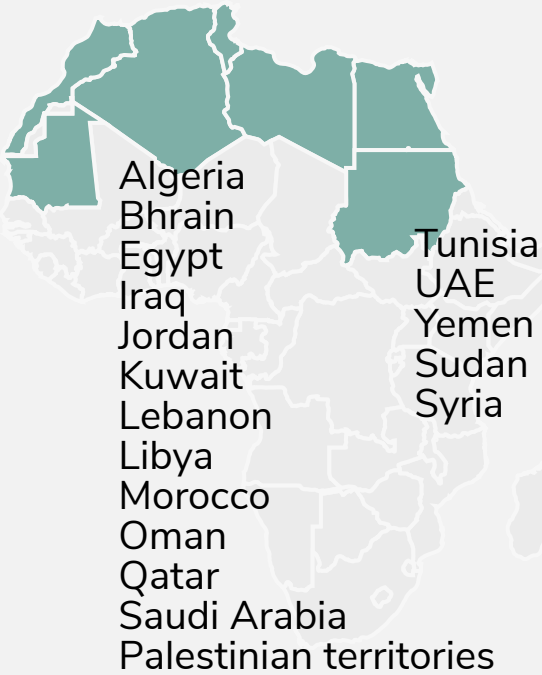 Algeria
Bhrain
Egypt
Iraq
Jordan
Kuwait
Lebanon
Libya
Morocco
Oman
Qatar
Saudi Arabia
Palestinian territories
Tunisia
UAE
Yemen
Sudan
Syria